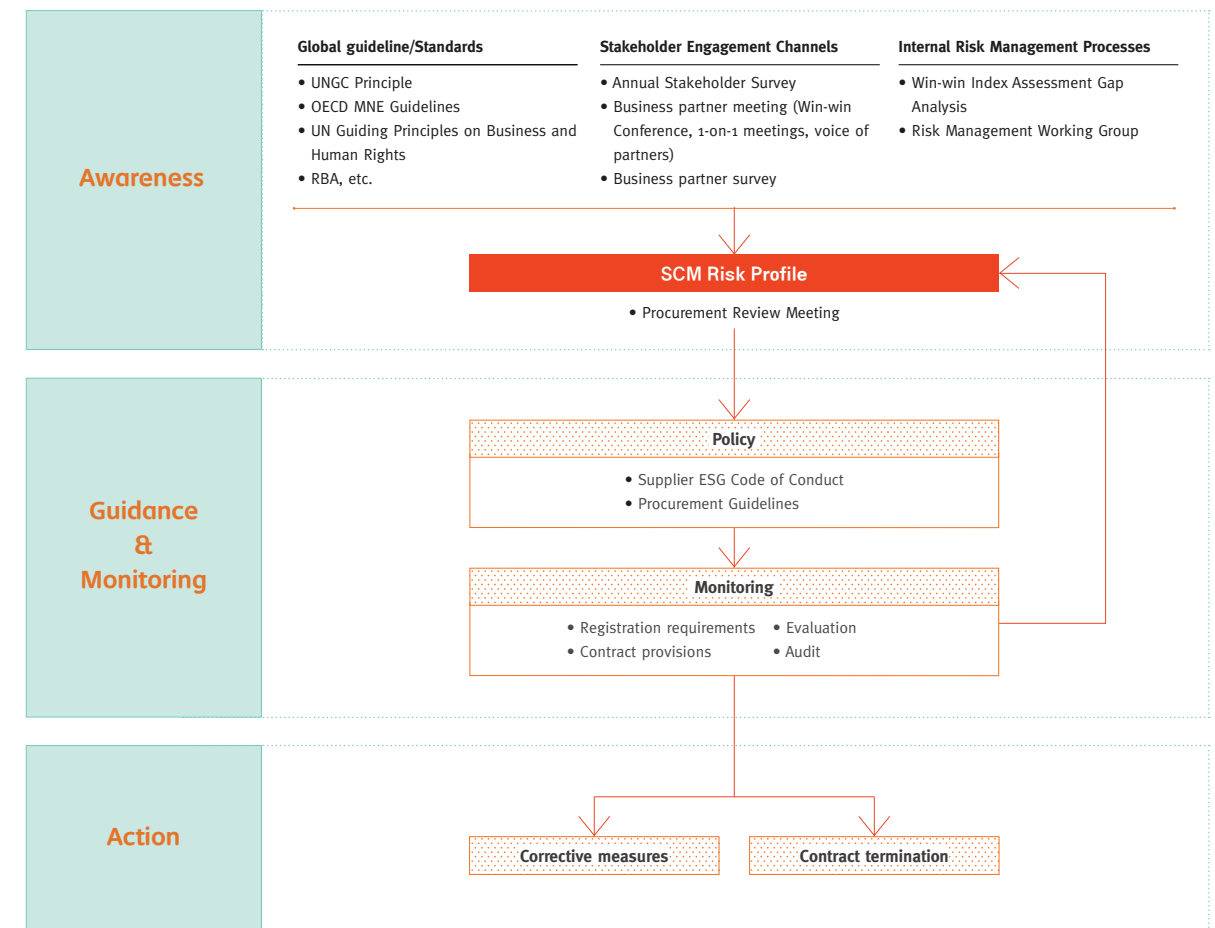 Awareness
Global guideline/Standards
• UNGC Principle
• OECD MNE Guidelines
• UN Guiding Principles on Business and
Human Rights
• RBA, etc.
Stakeholder Engagement Channels
• Annual Stakeholder Survey
• Business partner meeting (Win-win
Conference, 1-on-1 meetings, voice of
partners)
• Business partner survey
Internal Risk Management Processes
• Win-win Index Assessment Gap
Analysis
• Risk Management Working Group
SCM Risk Profile
• Procurement Review Meeting
Guidance
&
Monitoring
Policy
• Supplier ESG Code of Conduct
• Procurement Guidelines
Monitoring
• Registration requirements
• Contract provisions
• Evaluation
• Audit
Action
Corrective measures
Contract termination